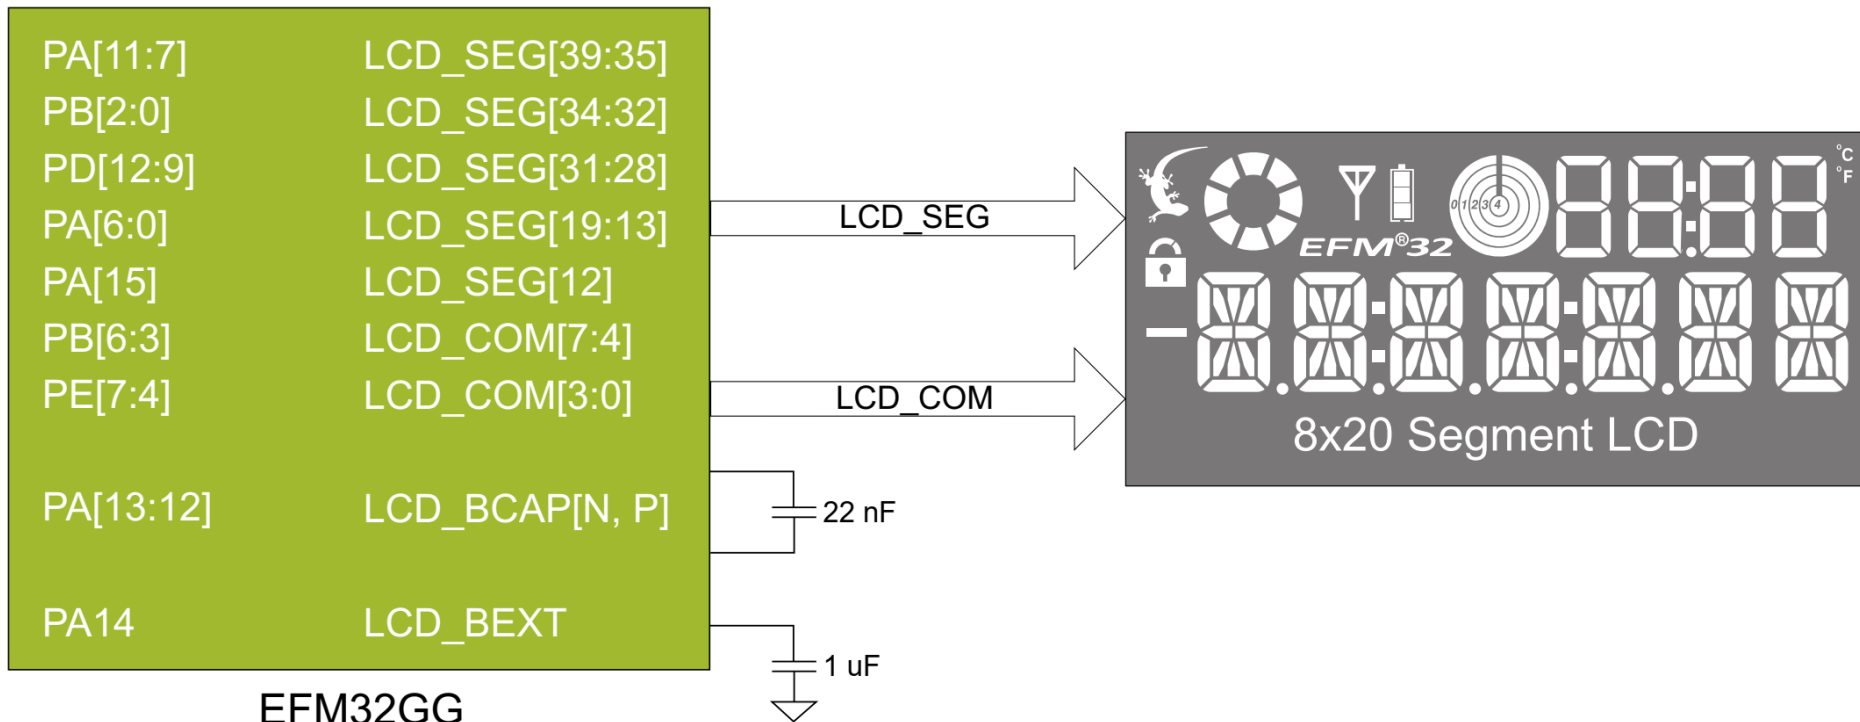 PA[11:7] LCD_SEG[39:35]
PB[2:0] LCD_SEG[34:32]
PD[12:9] LCD_SEG[31:28]
PA[6:0] LCD_SEG[19:13]
PA[15] LCD_SEG[12]
PB[6:3] LCD_COM[7:4]
PE[7:4] LCD_COM[3:0]
PA[13:12] LCD_BCAP[N, P]
PA14 LCD_BEXT
EFM32GG
LCD_SEG
LCD_COM
22 nF
1 uF
°C
°F
0 1 2 3 4
EFM®32
8x20 Segment LCD